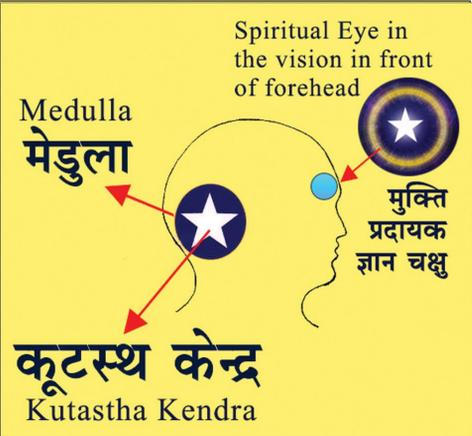 Spiritual Eye in
the vision in front
of forehead
Medulla
मेडुला
मुक्ति
प्रदायक
ज्ञान चक्षु
कूटस्थ केन्द्र
Kutastha Kendra